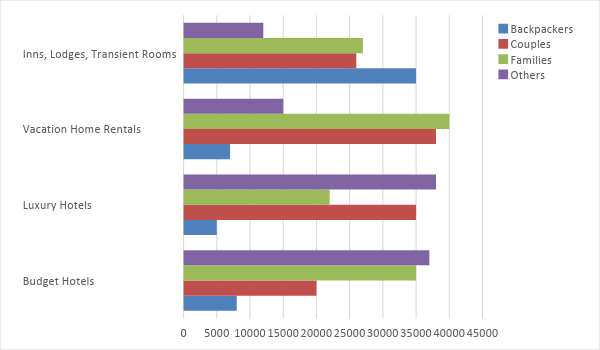 Backpackers
Couples
Families
Others
Inns, Lodges, Transient Rooms
Vacation Home Rentals
Luxury Hotels
Budget Hotels
0 5000 10000 15000 20000 25000 30000 35000 40000 45000